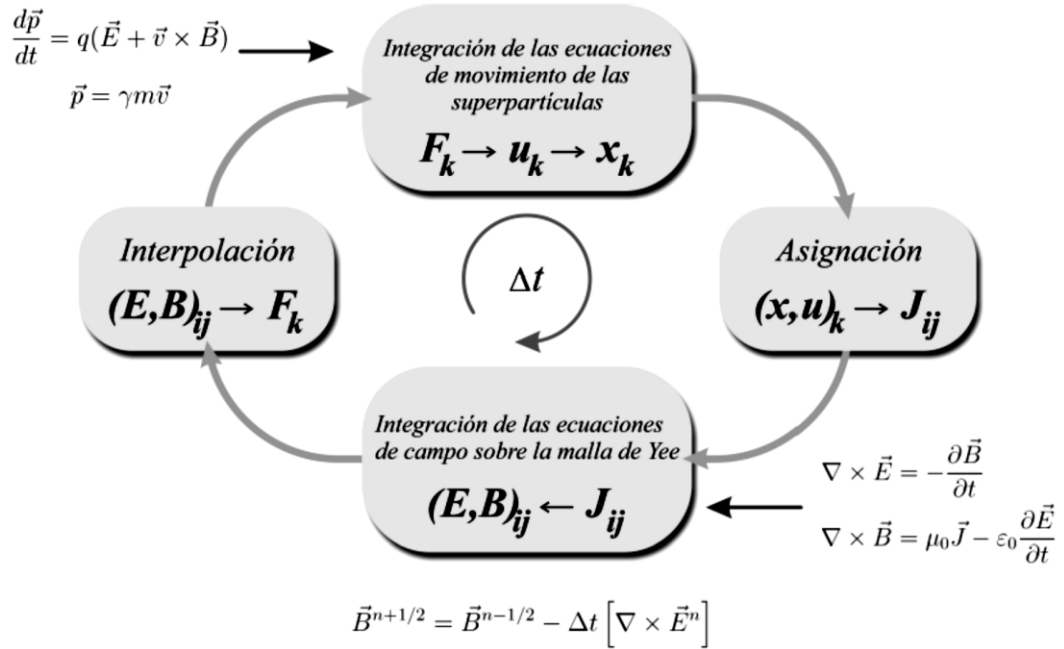 dp⃗/dt = q(E⃗ + v⃗ × B⃗)
p⃗ = γmv⃗
Integración de las ecuaciones
de movimiento de las
superpartículas
F_k → u_k → x_k
Interpolación
(E,B)_ij → F_k
Δt
Asignación
(x,u)_k → J_ij
Integración de las ecuaciones
de campo sobre la malla de Yee
(E,B)_ij ← J_ij
∇ × E⃗ = -∂B⃗/∂t
∇ × B⃗ = μ₀J⃗ - ε₀∂E⃗/∂t
B⃗^{n+1/2} = B⃗^{n-1/2} - Δt [∇ × E⃗^n]